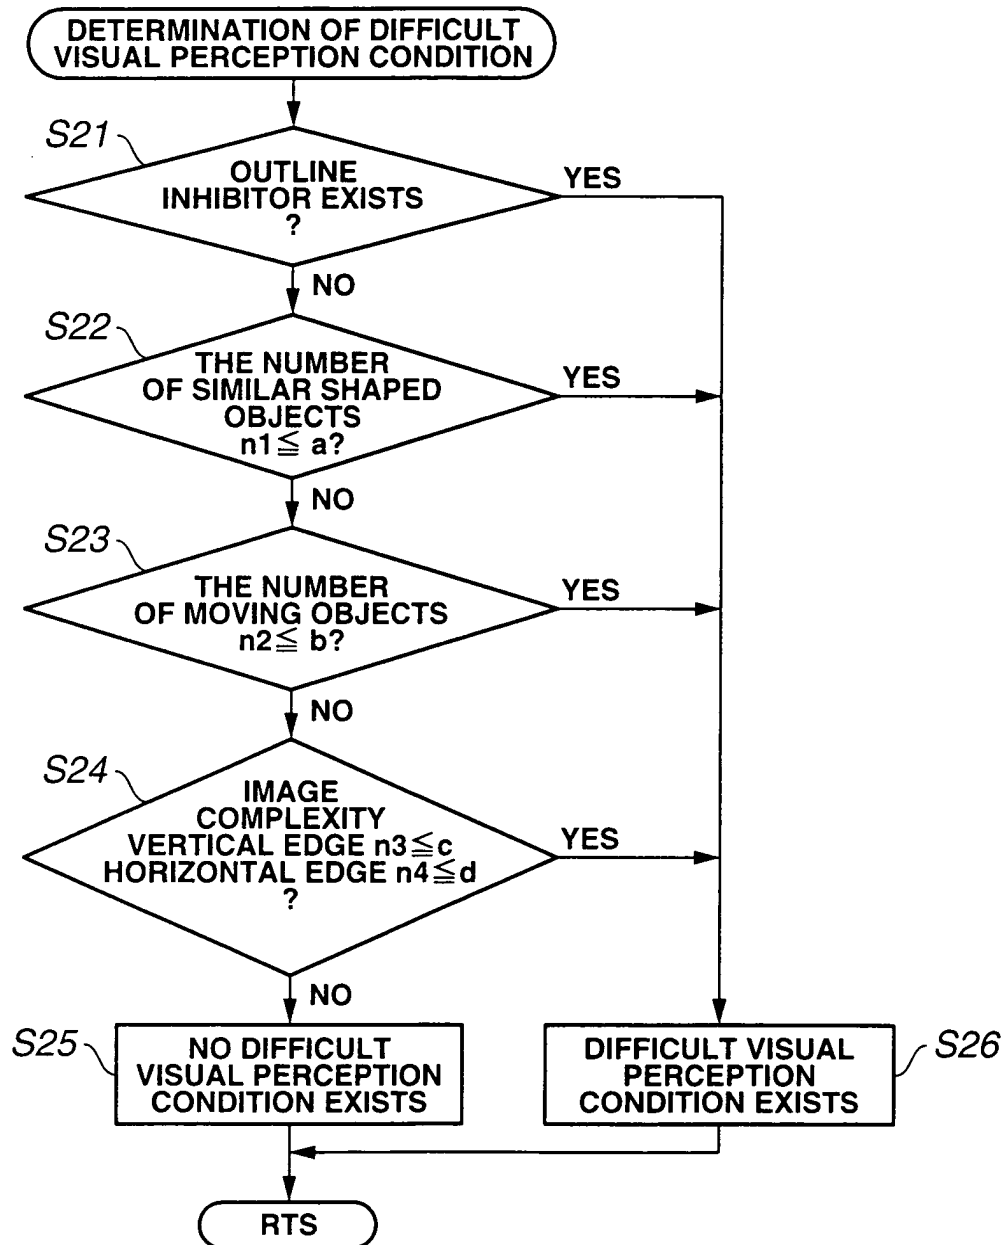 DETERMINATION OF DIFFICULT
VISUAL PERCEPTION CONDITION
S21
OUTLINE
INHIBITOR EXISTS
?
YES
NO
S22
THE NUMBER
OF SIMILAR SHAPED
OBJECTS
n1≦ a?
YES
NO
S23
THE NUMBER
OF MOVING OBJECTS
n2≦ b?
YES
NO
S24
IMAGE
COMPLEXITY
VERTICAL EDGE n3≦c
HORIZONTAL EDGE n4≦d
?
YES
NO
S25
NO DIFFICULT
VISUAL PERCEPTION
CONDITION EXISTS
DIFFICULT VISUAL
PERCEPTION
CONDITION EXISTS
S26
RTS